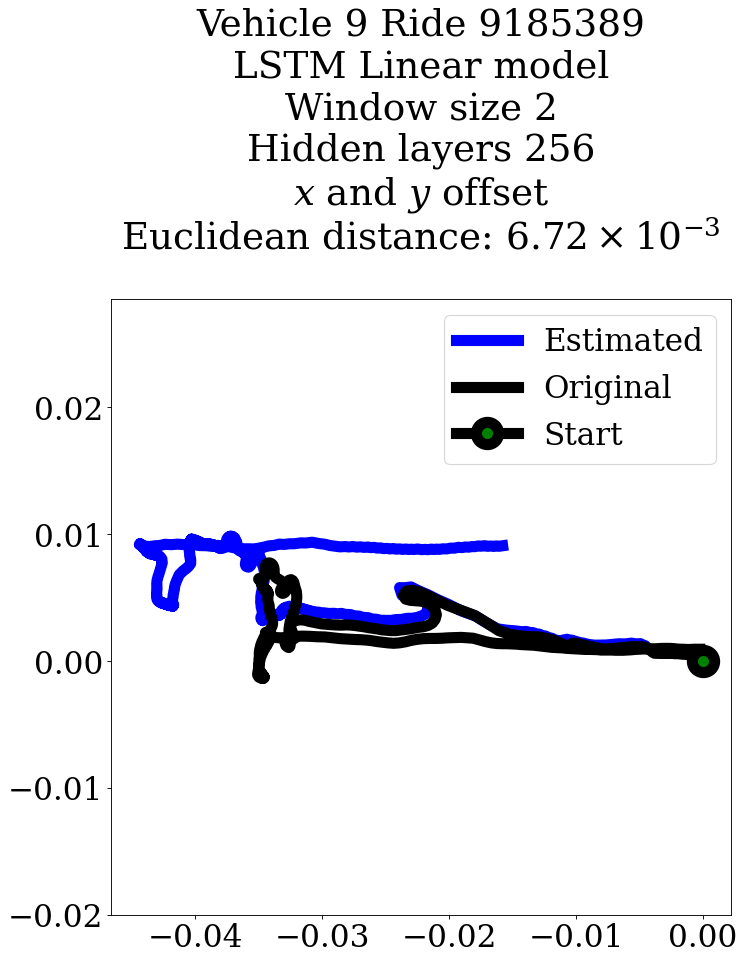 Vehicle 9 Ride 9185389
LSTM Linear model
Window size 2
Hidden layers 256
x and y offset
Euclidean distance: 6.72 × 10⁻³
Estimated
Original
Start
0.02
0.01
0.00
−0.01
−0.02
−0.04 −0.03 −0.02 −0.01 0.00